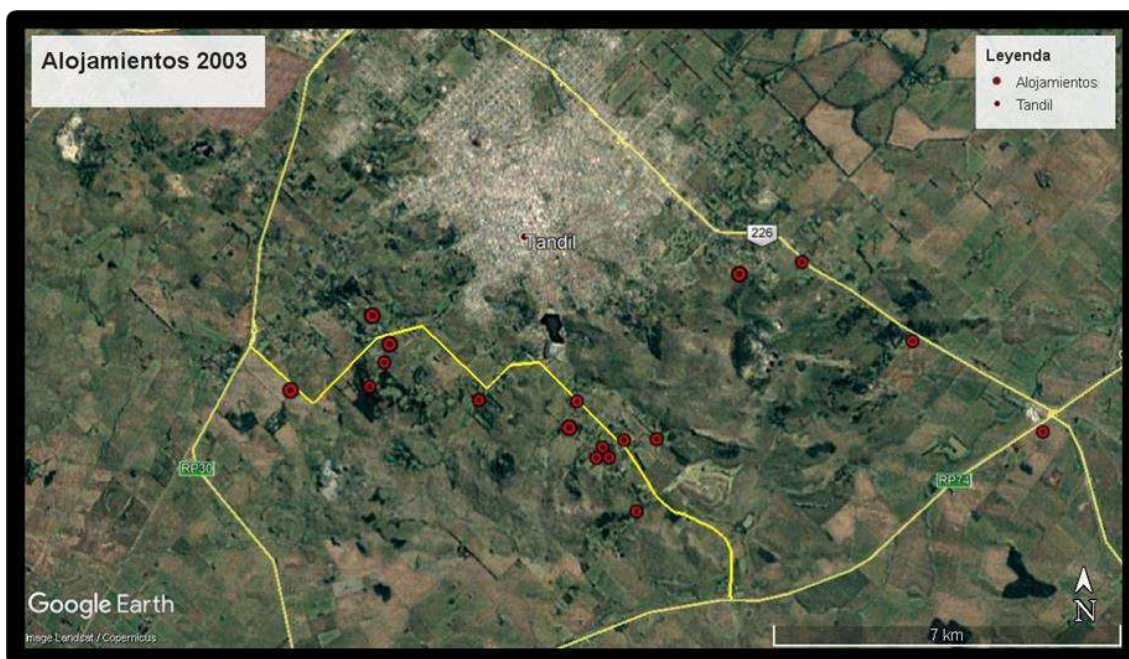 Alojamientos 2003
Leyenda
Alojamientos
Tandil
226
Tandil
RP30
RP74
Google Earth
Image Landsat / Copernicus
N
7 km